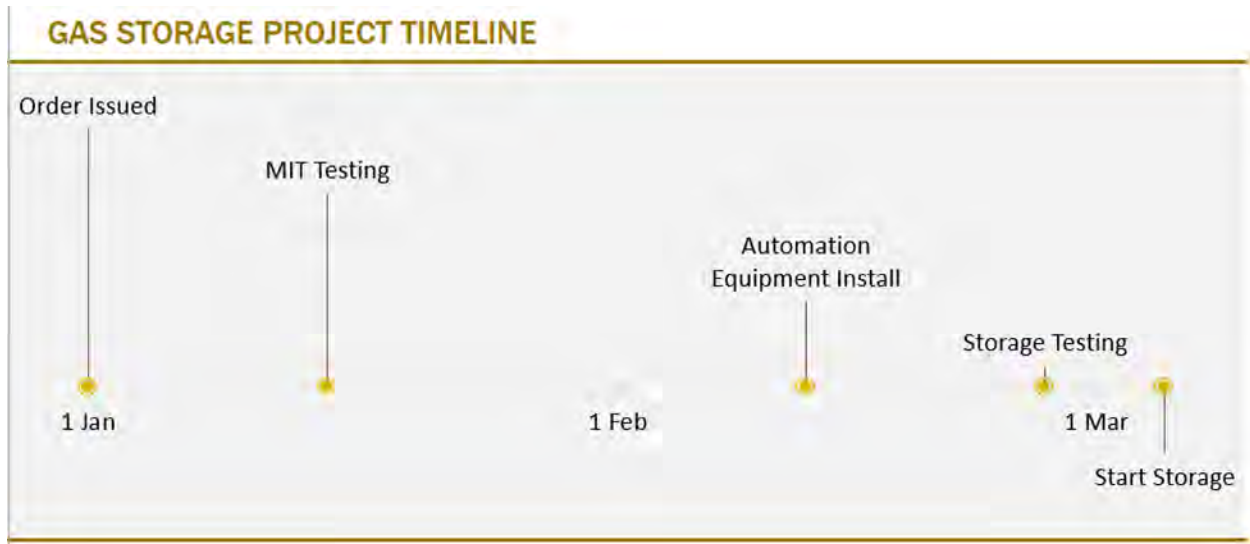 GAS STORAGE PROJECT TIMELINE
Order Issued
MIT Testing
Automation
Equipment Install
Storage Testing
1 Jan
1 Feb
1 Mar
Start Storage